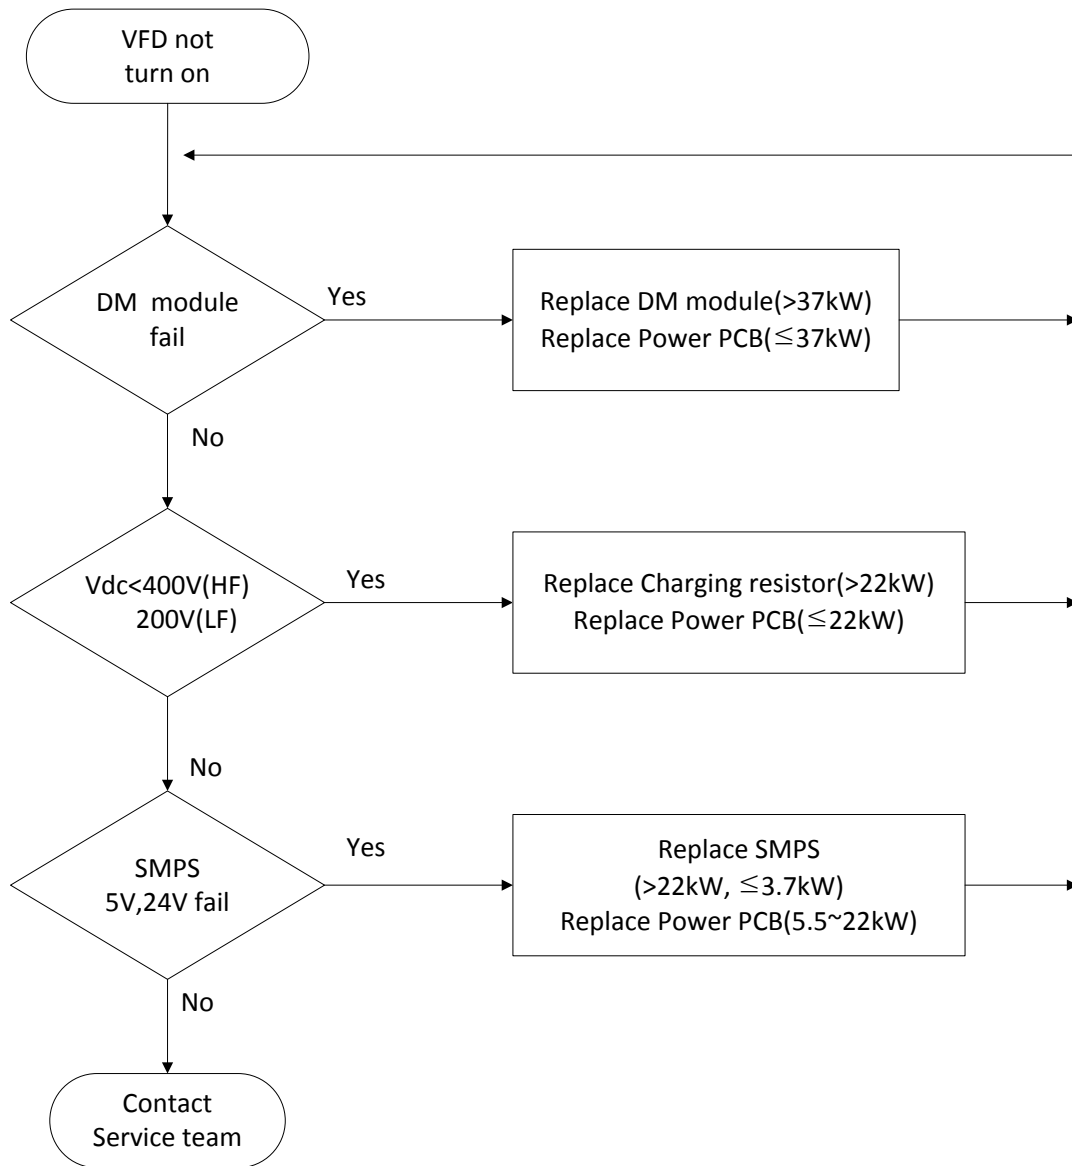 VFD not
turn on
DM  module
fail
Yes
Replace DM module(>37kW)
Replace Power PCB(≦37kW)
No
Vdc<400V(HF)
200V(LF)
Yes
Replace Charging resistor(>22kW)
Replace Power PCB(≦22kW)
No
SMPS
5V,24V fail
Yes
Replace SMPS
(>22kW, ≦3.7kW)
Replace Power PCB(5.5~22kW)
No
Contact
Service team